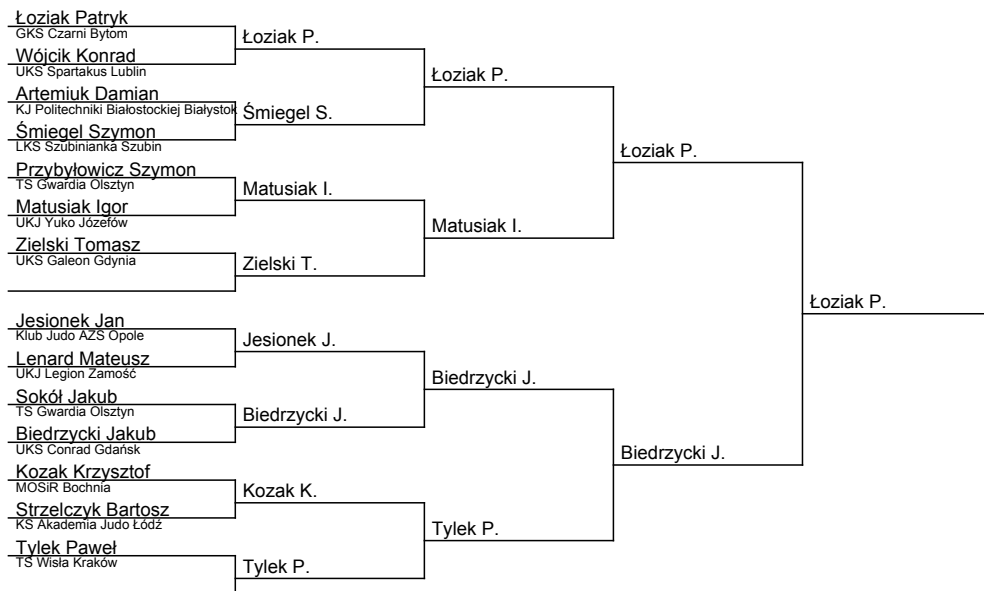 Łoziak Patryk
GKS Czarni Bytom
Wójcik Konrad
UKS Spartakus Lublin
Artemiuk Damian
KJ Politechniki Białostockiej Białystok
Śmiegel Szymon
LKS Szubinianka Szubin
Przybyłowicz Szymon
TS Gwardia Olsztyn
Matusiak Igor
UKJ Yuko Józefów
Zielski Tomasz
UKS Galeon Gdynia
Jesionek Jan
Klub Judo AZS Opole
Lenard Mateusz
UKJ Legion Zamość
Sokół Jakub
TS Gwardia Olsztyn
Biedrzycki Jakub
UKS Conrad Gdańsk
Kozak Krzysztof
MOSiR Bochnia
Strzelczyk Bartosz
KS Akademia Judo Łódź
Tylek Paweł
TS Wisła Kraków
Łoziak P.
Śmiegel S.
Matusiak I.
Zielski T.
Jesionek J.
Biedrzycki J.
Kozak K.
Tylek P.
Łoziak P.
Matusiak I.
Biedrzycki J.
Tylek P.
Łoziak P.
Biedrzycki J.
Łoziak P.